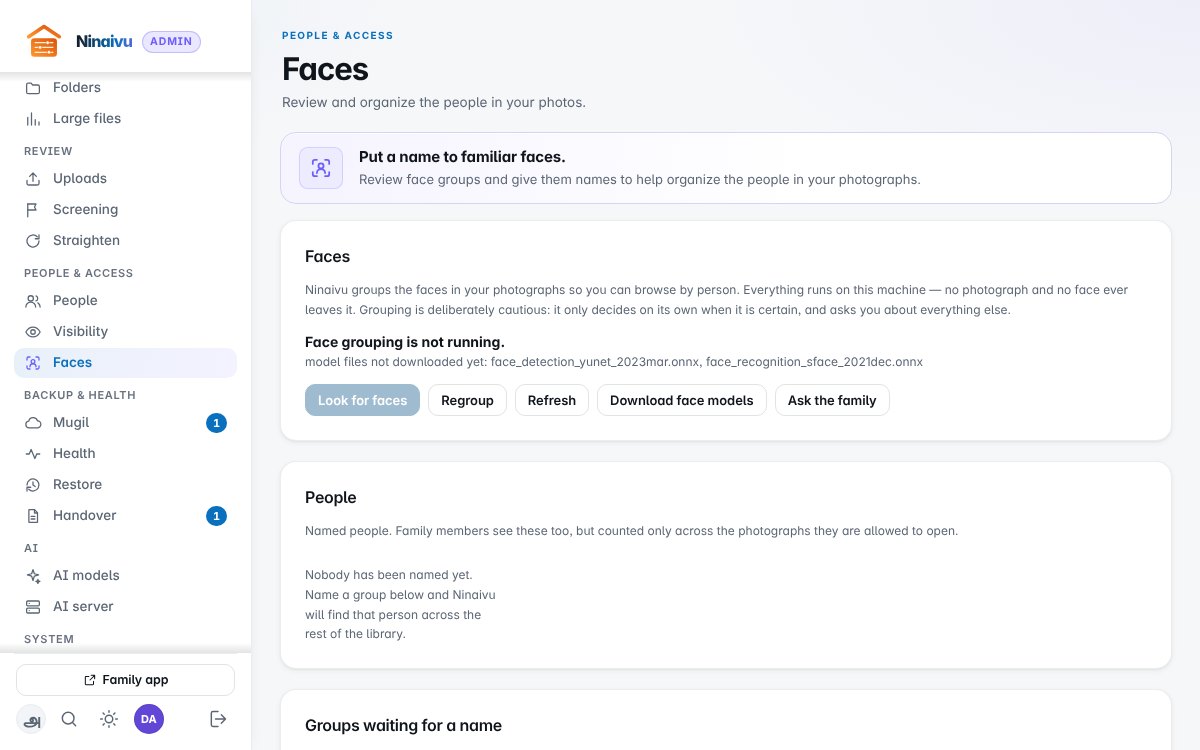 Ninaivu ADMIN
Folders
Large files
REVIEW
Uploads
Screening
Straighten
PEOPLE & ACCESS
People
Visibility
Faces
BACKUP & HEALTH
Mugil 1
Health
Restore
Handover 1
AI
AI models
AI server
SYSTEM
Family app
அ
DA
PEOPLE & ACCESS
Faces
Review and organize the people in your photos.
Put a name to familiar faces.
Review face groups and give them names to help organize the people in your photographs.
Faces
Ninaivu groups the faces in your photographs so you can browse by person. Everything runs on this machine — no photograph and no face ever
leaves it. Grouping is deliberately cautious: it only decides on its own when it is certain, and asks you about everything else.
Face grouping is not running.
model files not downloaded yet: face_detection_yunet_2023mar.onnx, face_recognition_sface_2021dec.onnx
Look for faces Regroup Refresh Download face models Ask the family
People
Named people. Family members see these too, but counted only across the photographs they are allowed to open.
Nobody has been named yet.
Name a group below and Ninaivu
will find that person across the
rest of the library.
Groups waiting for a name